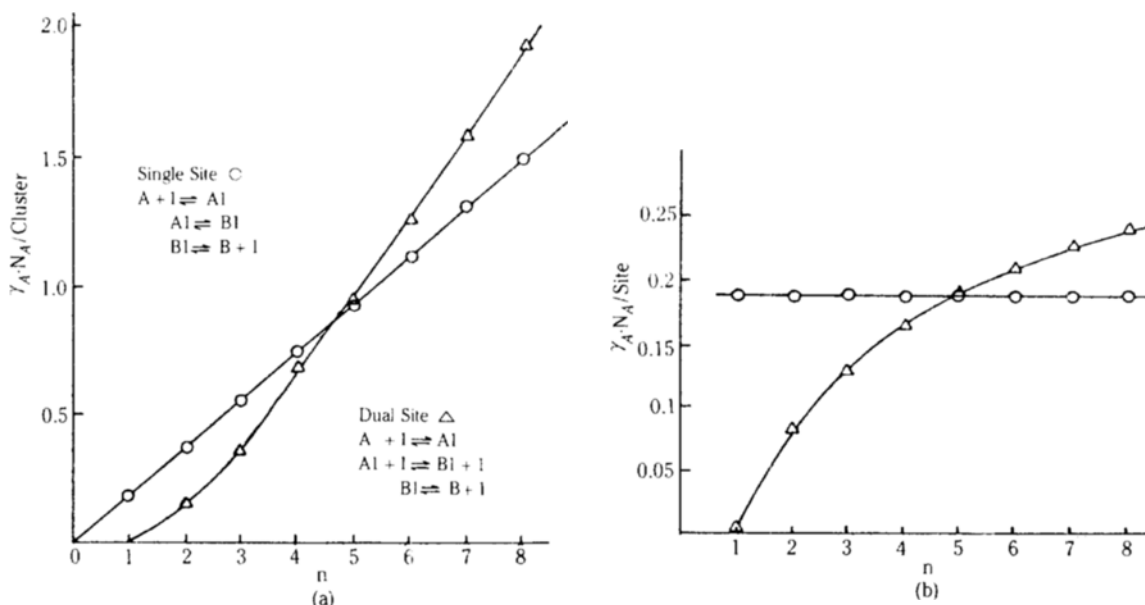 2.0
1.5
1.0
0.5
γA·NA/Cluster
Single Site ○
A + l ⇌ Al
Al ⇌ Bl
Bl ⇌ B + l
Dual Site △
A + l ⇌ Al
Al + l ⇌ Bl + l
Bl ⇌ B + l
0 1 2 3 4 5 6 7 8
n
(a)
0.25
0.2
0.15
0.1
0.05
γA·NA/Site
1 2 3 4 5 6 7 8
n
(b)